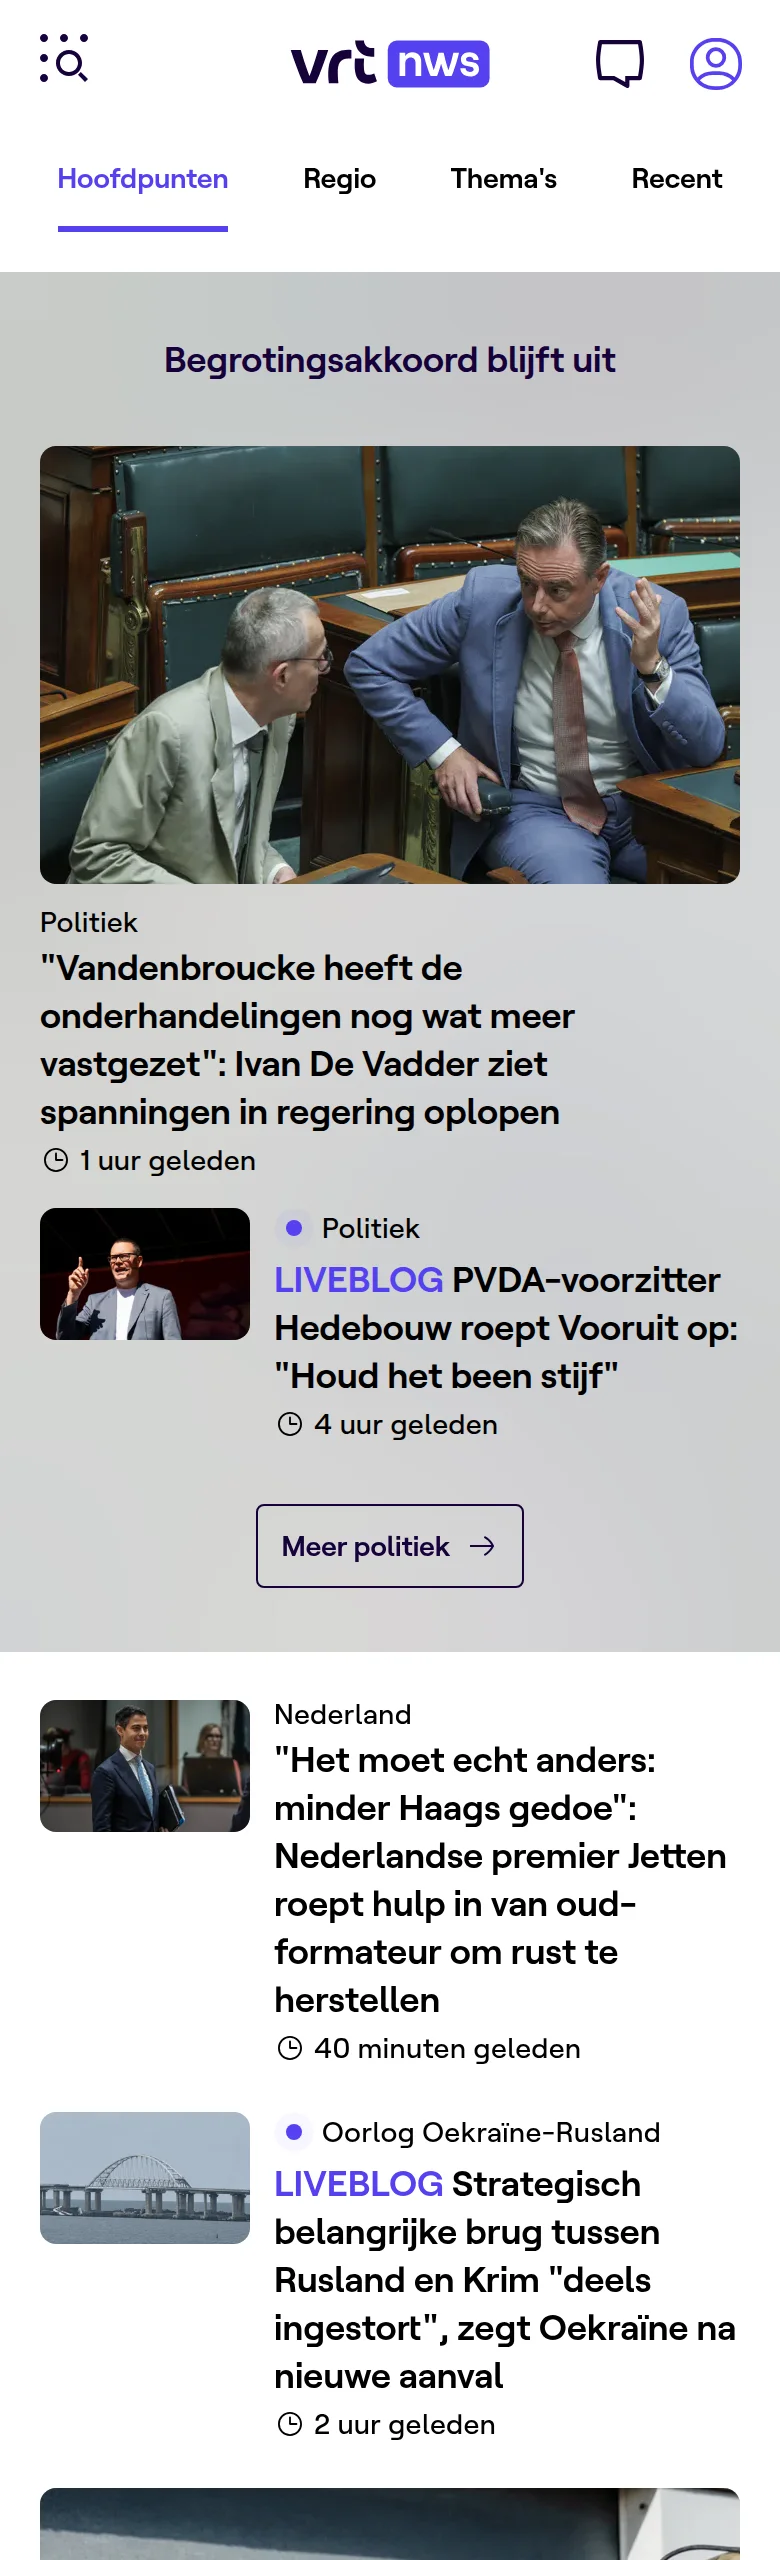 vrt nws
Hoofdpunten Regio Thema's Recent
Begrotingsakkoord blijft uit
Politiek
"Vandenbroucke heeft de
onderhandelingen nog wat meer
vastgezet": Ivan De Vadder ziet
spanningen in regering oplopen
1 uur geleden
Politiek
LIVEBLOG PVDA-voorzitter
Hedebouw roept Vooruit op:
"Houd het been stijf"
4 uur geleden
Meer politiek
Nederland
"Het moet echt anders:
minder Haags gedoe":
Nederlandse premier Jetten
roept hulp in van oud-
formateur om rust te
herstellen
40 minuten geleden
Oorlog Oekraïne-Rusland
LIVEBLOG Strategisch
belangrijke brug tussen
Rusland en Krim "deels
ingestort", zegt Oekraïne na
nieuwe aanval
2 uur geleden